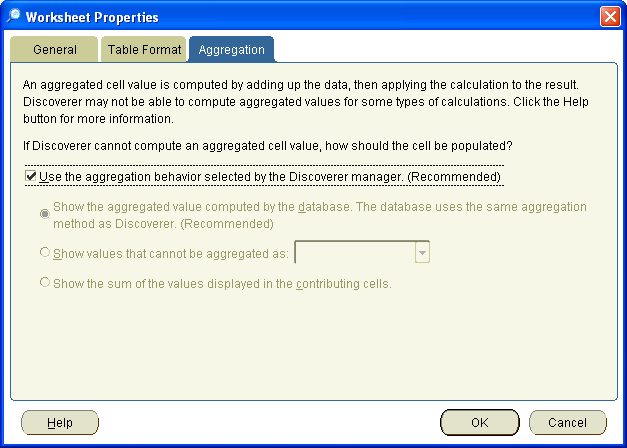 Worksheet Properties
General
Table Format
Aggregation
An aggregated cell value is computed by adding up the data, then applying the calculation to the result.
Discoverer may not be able to compute aggregated values for some types of calculations. Click the Help
button for more information.
If Discoverer cannot compute an aggregated cell value, how should the cell be populated?
Use the aggregation behavior selected by the Discoverer manager. (Recommended)
Show the aggregated value computed by the database. The database uses the same aggregation
method as Discoverer. (Recommended)
Show values that cannot be aggregated as:
Show the sum of the values displayed in the contributing cells.
Help
OK
Cancel